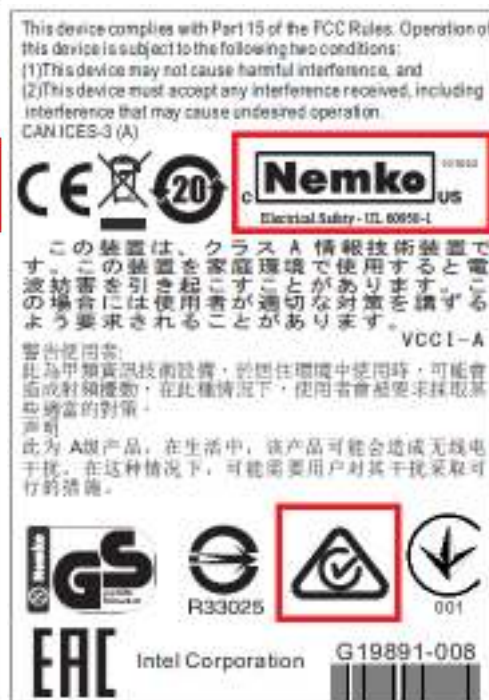 This device complies with Part 15 of the FCC Rules. Operation of
this device is subject to the following two conditions:
(1)This device may not cause harmful interference, and
(2)This device must accept any interference received, including
interference that may cause undesired operation.
CAN ICES-3 (A)
CE
20
c Nemko US
Electrical Safety - UL 60950-1
この装置は、クラス A 情報技術装置で
す。この装置を家庭環境で使用すると電
波妨害を引き起こすことがあります。こ
の場合には使用者が適切な対策を講ずる
よう要求されることがあります。
VCCI-A
警告使用者:
此為甲類資訊技術設備，於居住環境中使用時，可能會
造成射頻擾動，在此種情況下，使用者會被要求採取某
些適當的對策。
声明
此为 A级产品，在生活中，该产品可能会造成无线电
干扰。在这种情况下，可能需要用户对其干扰采取可
行的措施。
Nemko
GS
R33025
001
EAC
Intel Corporation
G19891-008